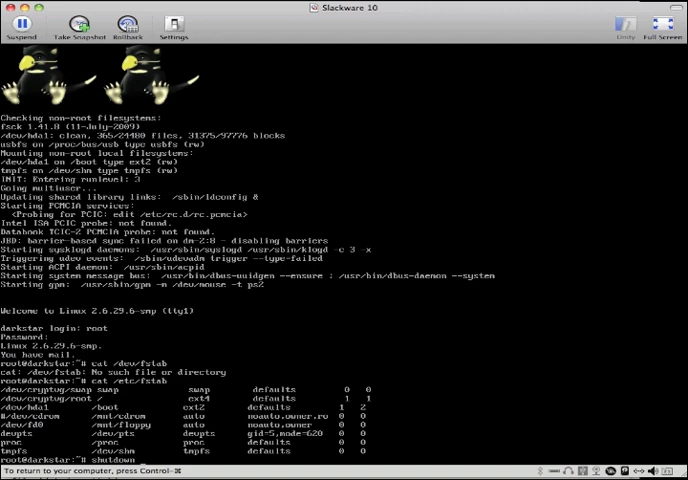 Slackware 10
Suspend Take Snapshot Rollback Settings Unity Full Screen
Checking non-root filesystems:
fsck 1.41.8 (11-July-2009)
/dev/hda1: clean, 365/24480 files, 31375/97776 blocks
usbfs on /proc/bus/usb type usbfs (rw)
Mounting non-root local filesystems:
/dev/hda1 on /boot type ext2 (rw)
tmpfs on /dev/shm type tmpfs (rw)
INIT: Entering runlevel: 3
Going multiuser...
Updating shared library links:  /sbin/ldconfig &
Starting PCMCIA services:
  <Probing for PCIC: edit /etc/rc.d/rc.pcmcia>
Intel ISA PCIC probe: not found.
Databook TCIC-2 PCMCIA probe: not found.
JBD: barrier-based sync failed on dm-2:8 - disabling barriers
Starting sysklogd daemons:  /usr/sbin/syslogd /usr/sbin/klogd -c 3 -x
Triggering udev events:  /sbin/udevadm trigger --type=failed
Starting ACPI daemon:  /usr/sbin/acpid
Starting system message bus:  /usr/bin/dbus-uuidgen --ensure ; /usr/bin/dbus-daemon --system
Starting gpm:  /usr/sbin/gpm -m /dev/mouse -t ps2
Welcome to Linux 2.6.29.6-smp (tty1)
darkstar login: root
Password:
Linux 2.6.29.6-smp.
You have mail.
root@darkstar:~# cat /dev/fstab
cat: /dev/fstab: No such file or directory
root@darkstar:~# cat /etc/fstab
/dev/cryptvg/swap swap swap defaults 0 0
/dev/cryptvg/root / ext4 defaults 1 1
/dev/hda1 /boot ext2 defaults 1 2
#/dev/cdrom /mnt/cdrom auto noauto,owner,ro 0 0
/dev/fd0 /mnt/floppy auto noauto,owner 0 0
devpts /dev/pts devpts gid=5,mode=620 0 0
proc /proc proc defaults 0 0
tmpfs /dev/shm tmpfs defaults 0 0
root@darkstar:~# shutdown _
To return to your computer, press Control-⌘